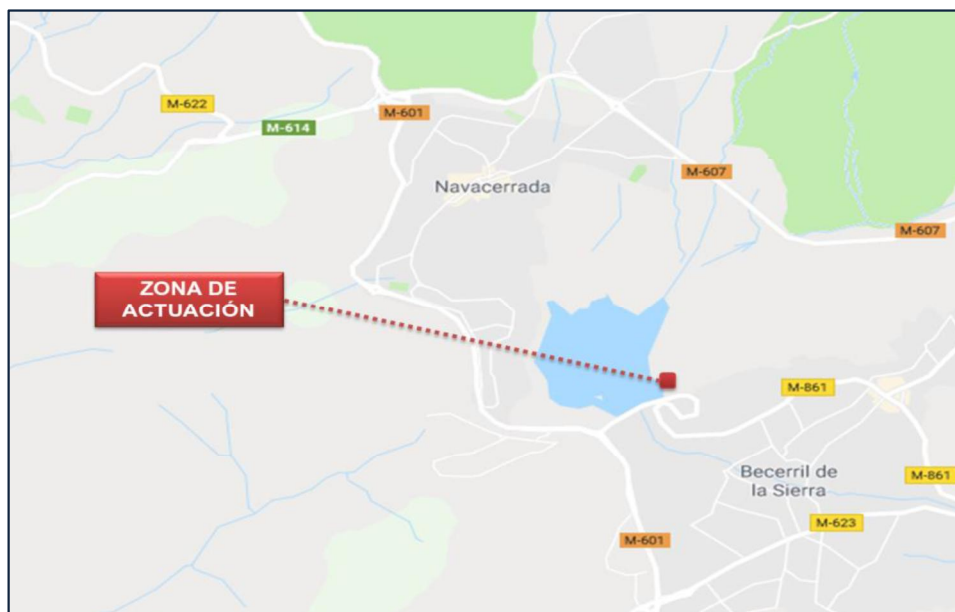 M-622
M-601
M-614
M-607
Navacerrada
M-607
ZONA DE
ACTUACIÓN
M-861
Becerril de
la Sierra
M-861
M-623
M-601